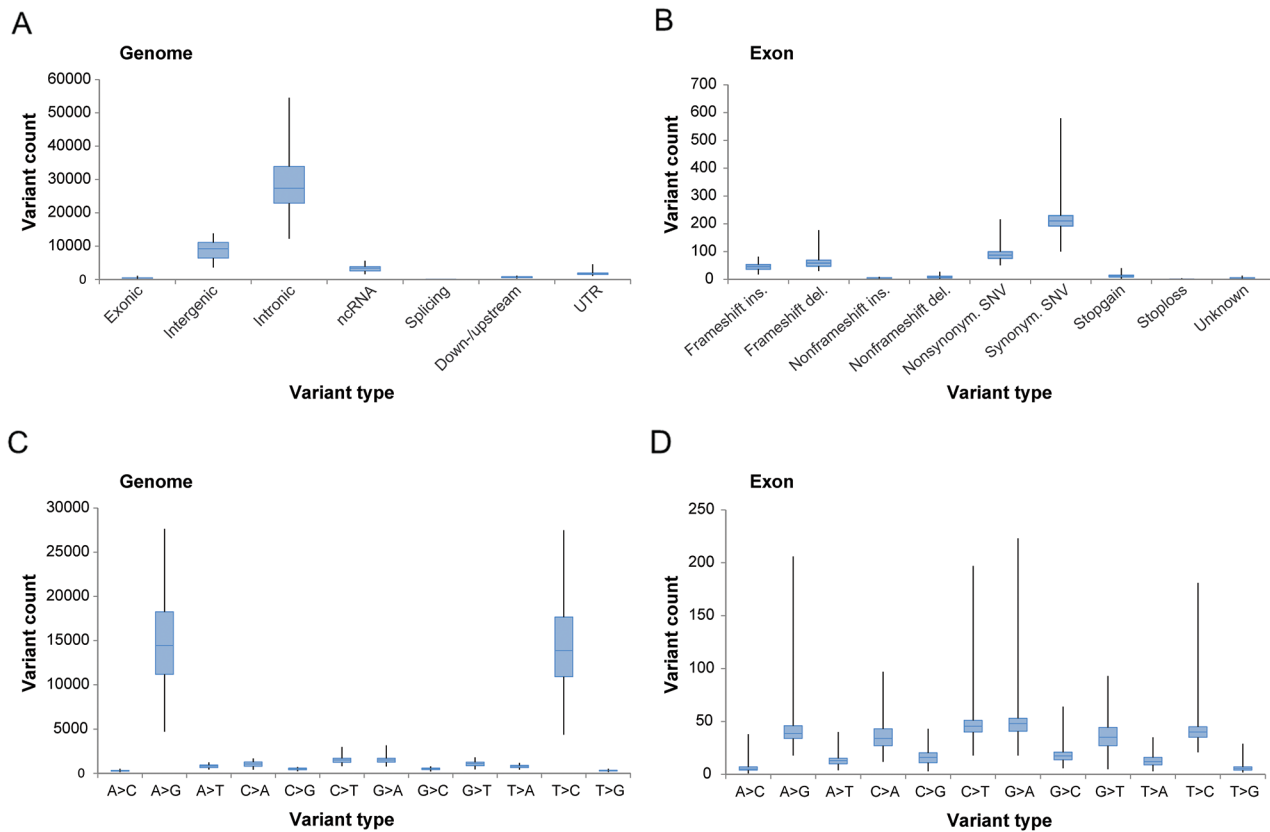 A
Genome
Variant count
60000
50000
40000
30000
20000
10000
0
Exonic
Intergenic
Intronic
ncRNA
Splicing
Down-/upstream
UTR
Variant type
B
Exon
Variant count
700
600
500
400
300
200
100
0
Frameshift ins.
Frameshift del.
Nonframeshift ins.
Nonframeshift del.
Nonsynonym. SNV
Synonym. SNV
Stopgain
Stoploss
Unknown
Variant type
C
Genome
Variant count
30000
25000
20000
15000
10000
5000
0
A>C A>G A>T C>A C>G C>T G>A G>C G>T T>A T>C T>G
Variant type
D
Exon
Variant count
250
200
150
100
50
0
A>C A>G A>T C>A C>G C>T G>A G>C G>T T>A T>C T>G
Variant type